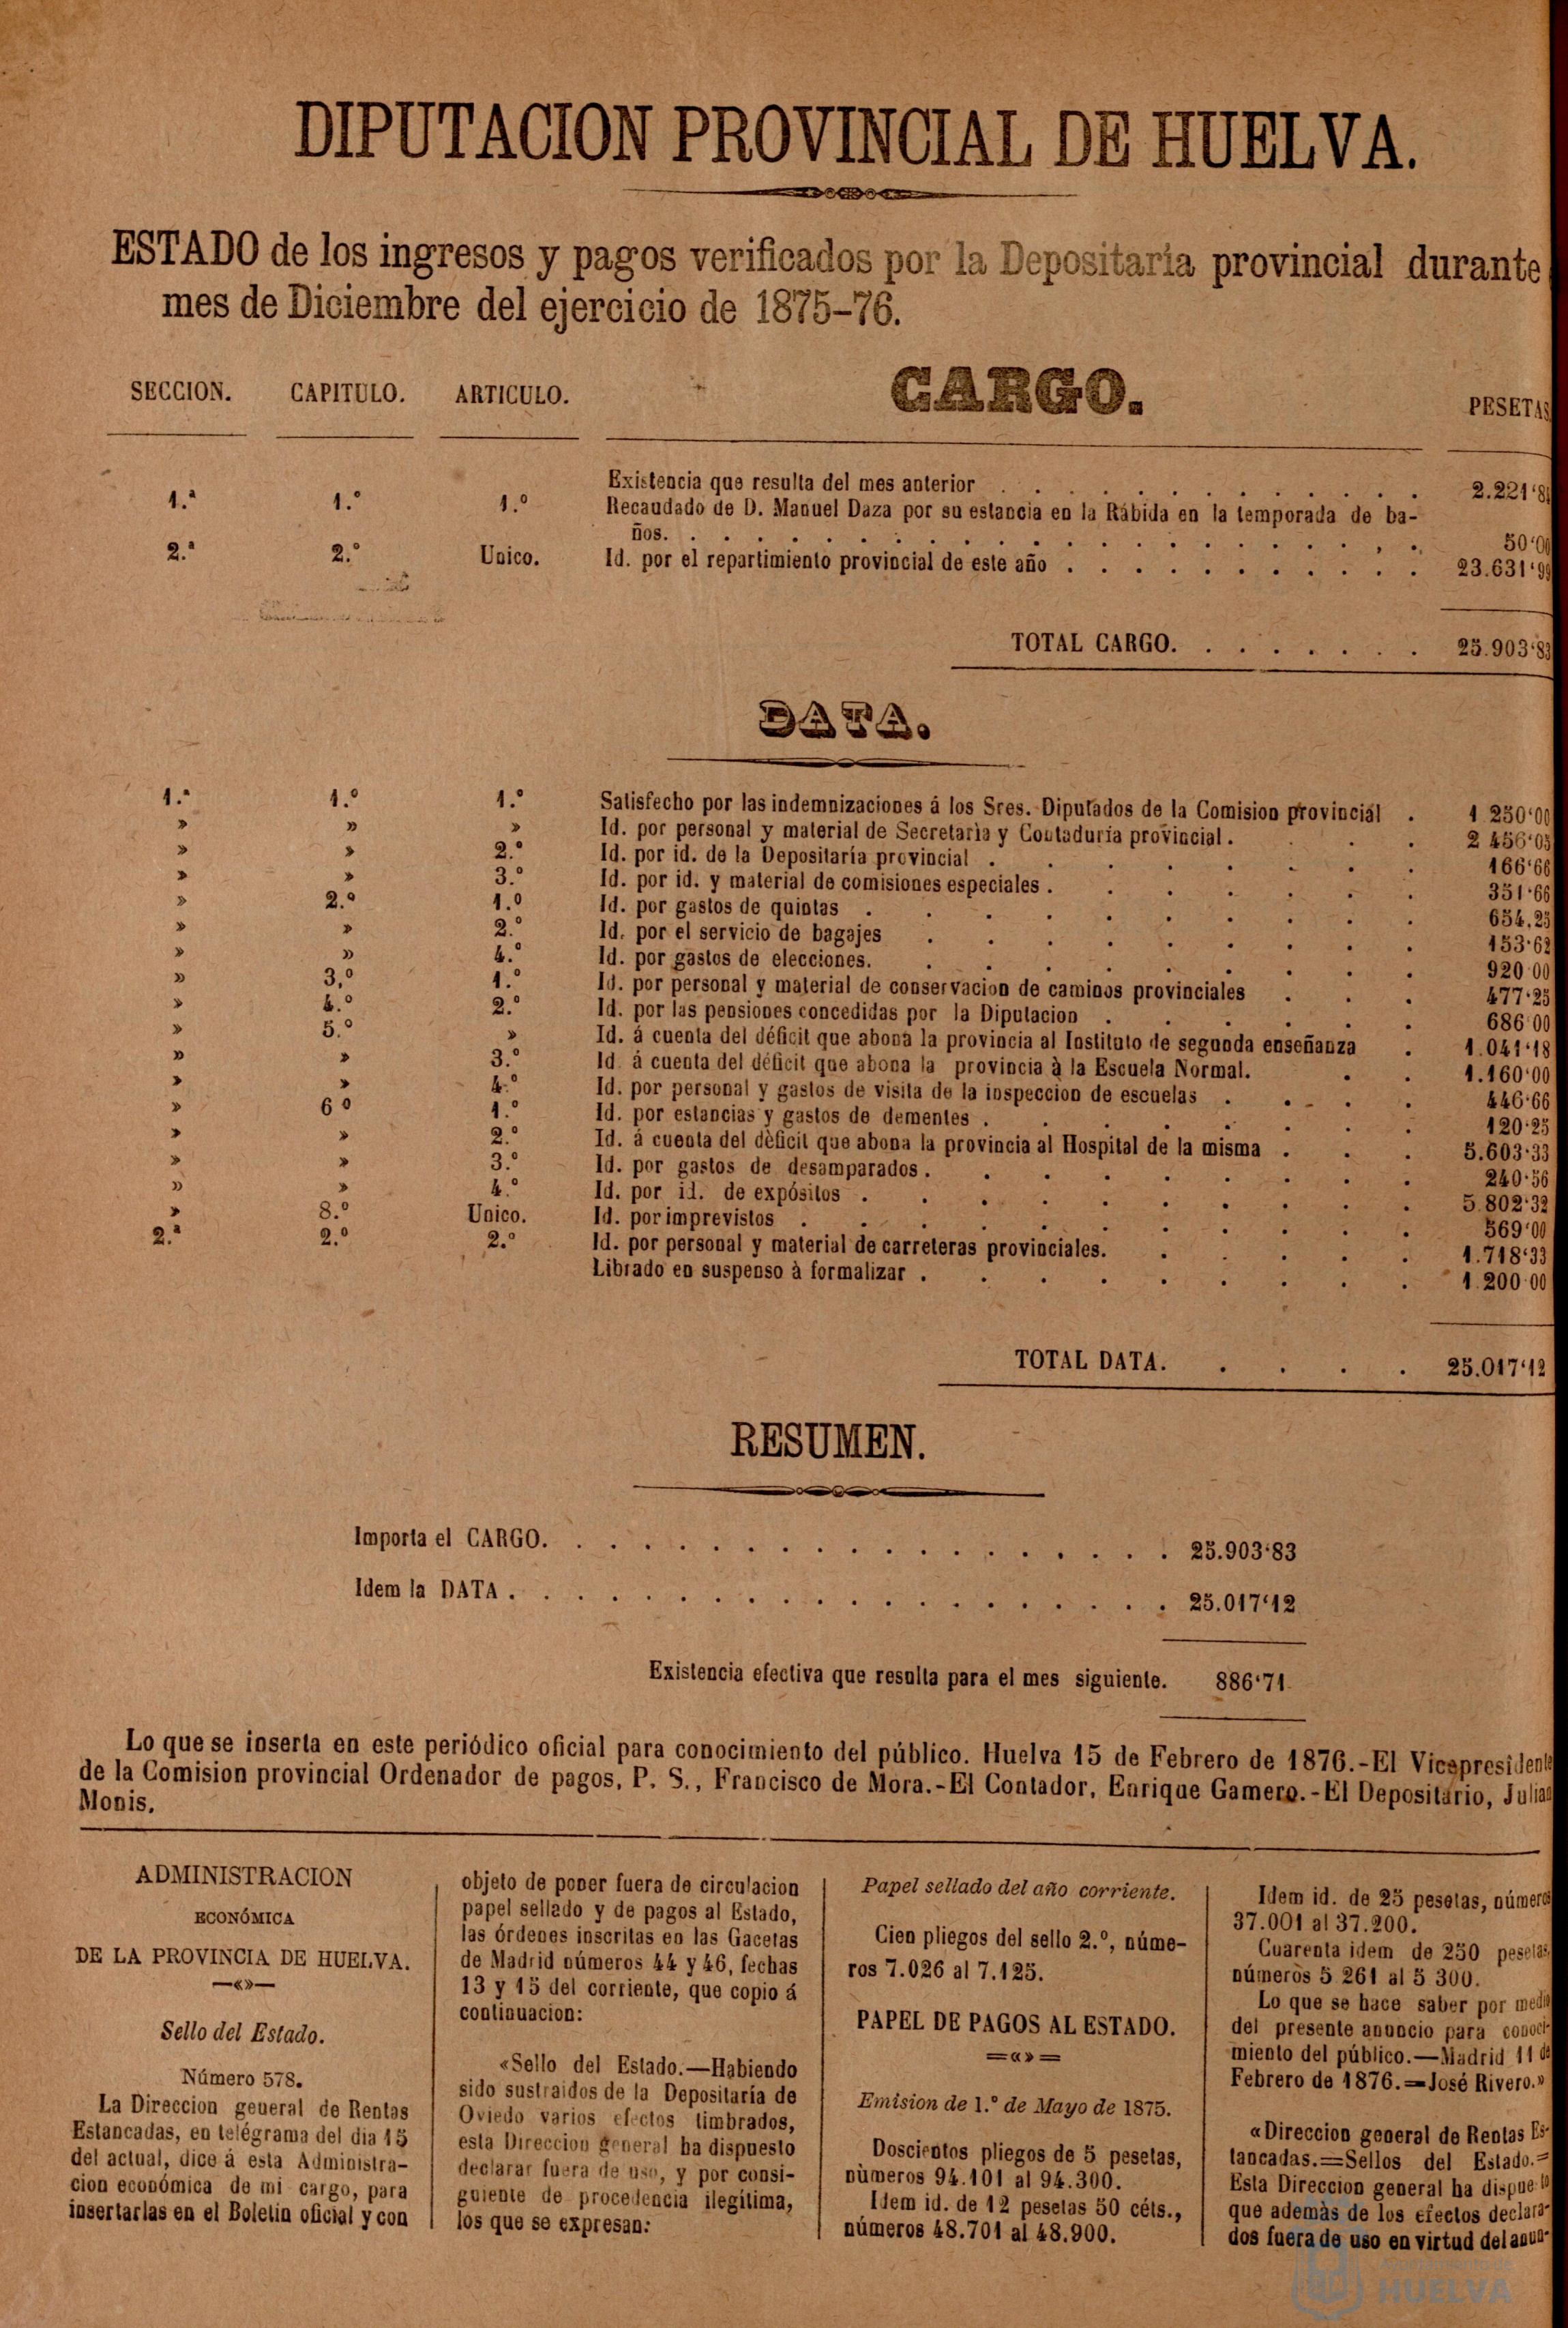 DIPUTACION PROVINCIAL DE HUELVA.
ESTADO de los ingresos y pagos verificados por la Depositaría provincial durante
mes de Diciembre del ejercicio de 1875-76.
SECCION. CAPITULO. ARTICULO. CARGO. PESETAS
1.ª 1.º 1.º Existencia que resulta del mes anterior . . . . . . . . . . . . . 2.221‘84
Recaudado de D. Manuel Daza por su estancia en la Rábida en la temporada de ba-
ños. . . . . . . . . . . . . . . . . . . . . . 50‘00
2.ª 2.º Unico. Id. por el repartimiento provincial de este año . . . . . . . . . . . 23.631‘99
TOTAL CARGO. . . . . . . . 25.903‘83
DATA.
1.ª 1.º 1.º Satisfecho por las indemnizaciones á los Sres. Diputados de la Comision provincial . 1 250‘00
» » » Id. por personal y material de Secretaria y Contaduría provincial . . . . 2 456‘05
» » 2.º Id. por id. de la Depositaría provincial . . . . . . . . 166‘66
» » 3.º Id. por id. y material de comisiones especiales . . . . . . . 351‘66
» 2.º 1.º Id. por gastos de quintas . . . . . . . . . . 654,25
» » 2.º Id. por el servicio de bagajes . . . . . . . . . 153‘62
» » 4.º Id. por gastos de elecciones. . . . . . . . . . 920 00
» 3,º 1.º Id. por personal y material de conservacion de caminos provinciales . . . 477‘25
» 4.º 2.º Id. por las pensiones concedidas por la Diputacion . . . . . . 686 00
» 5.º » Id. á cuenta del déficit que abona la provincia al Instituto de segunda enseñanza . 1.041‘18
» » 3.º Id á cuenta del déficit que abona la provincia à la Escuela Normal. . . 1.160‘00
» » 4.º Id. por personal y gastos de visita de la inspeccion de escuelas . . . . 446‘66
» 6 º 1.º Id. por estancias y gastos de dementes . . . . . . . . 120‘25
» » 2.º Id. á cuenta del dèficit que abona la provincia al Hospital de la misma . . . 5.603‘33
» » 3.º Id. por gastos de desamparados . . . . . . . . . 240‘56
» » 4.º Id. por id. de expósitos . . . . . . . . . . 5 802‘32
» 8.º Unico. Id. por imprevistos . . . . . . . . . . . 569‘00
2.ª 2.º 2.º Id. por personal y material de carreteras provinciales. . . . . . 1.718‘33
Librado en suspenso à formalizar . . . . . . . . . 1 200 00
TOTAL DATA. . . . . 25.017‘12
RESUMEN.
Importa el CARGO. . . . . . . . . . . . . . . . . . . 25.903‘83
Idem la DATA . . . . . . . . . . . . . . . . . . . . 25.017‘12
Existencia efectiva que resulta para el mes siguiente. 886‘71
Lo que se inserta en este periódico oficial para conocimiento del público. Huelva 15 de Febrero de 1876.-El Vicepresidente
de la Comision provincial Ordenador de pagos, P. S., Francisco de Mora.-El Contador, Enrique Gamero.-El Depositario, Julian
Monis.
ADMINISTRACION
ECONÓMICA
DE LA PROVINCIA DE HUELVA.
—«»—
Sello del Estado.
Número 578.
La Direccion general de Rentas
Estancadas, en telégrama del dia 15
del actual, dice á esta Administra-
cion económica de mi cargo, para
insertarlas en el Boletin oficial y con
objeto de poner fuera de circulacion
papel sellado y de pagos al Estado,
las órdenes inscritas en las Gacetas
de Madrid números 44 y 46, fechas
13 y 15 del corriente, que copio á
continuacion:
«Sello del Estado.—Habiendo
sido sustraidos de la Depositaría de
Oviedo varios efectos timbrados,
esta Direccion general ha dispuesto
declarar fuera de uso, y por consi-
guiente de procedencia ilegítima,
los que se expresan:
Papel sellado del año corriente.
Cien pliegos del sello 2.º, núme-
ros 7.026 al 7.125.
PAPEL DE PAGOS AL ESTADO.
=«»=
Emision de 1.º de Mayo de 1875.
Doscientos pliegos de 5 pesetas,
nùmeros 94.101 al 94.300.
Idem id. de 12 pesetas 50 céts.,
números 48.701 al 48.900.
Idem id. de 25 pesetas, números
37.001 al 37.200.
Cuarenta idem de 250 pesetas,
números 5 261 al 5 300.
Lo que se hace saber por medio
del presente anuncio para conoci-
miento del público.—Madrid 11 de
Febrero de 1876.=José Rivero.»
«Direccion general de Rentas Es-
tancadas.=Sellos del Estado.=
Esta Direccion general ha dispuesto
que ademàs de los efectos declara-
dos fuera de uso en virtud del anun-
HUELVA